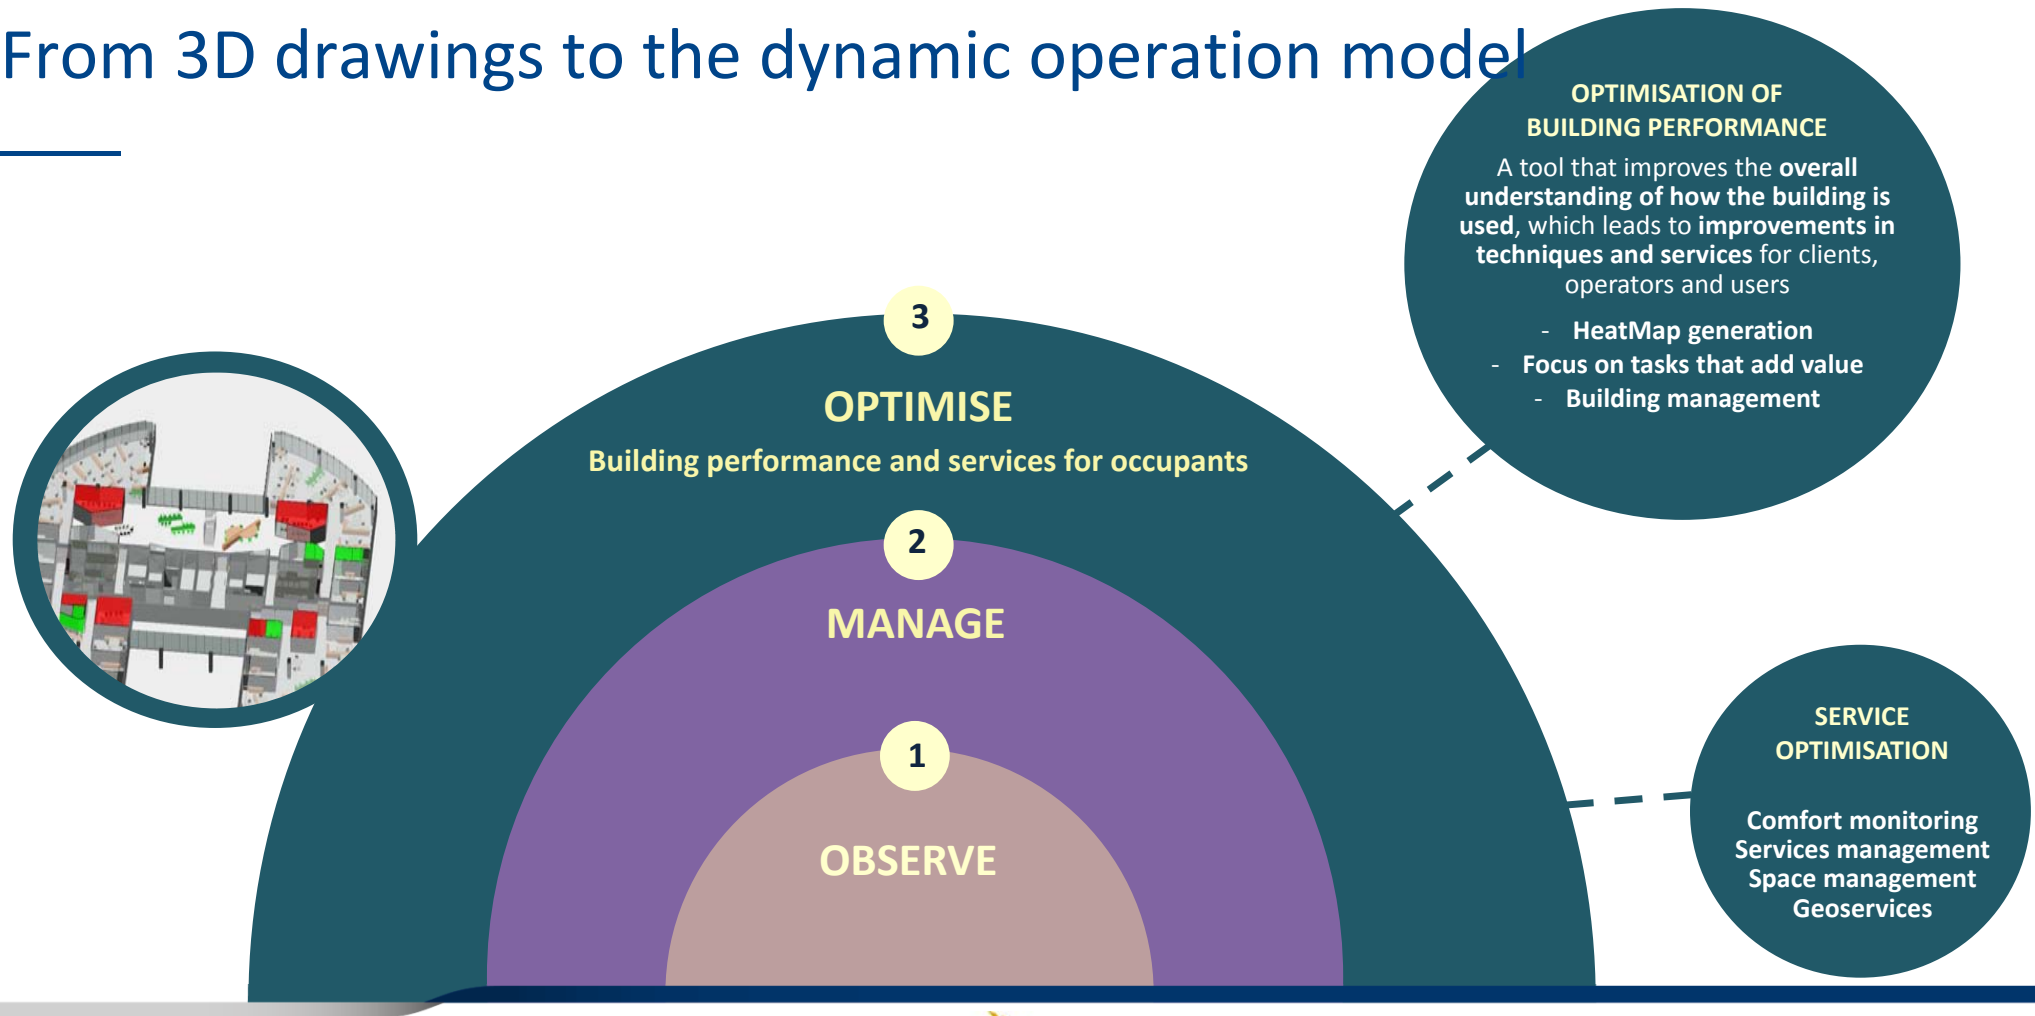 From 3D drawings to the dynamic operation model
OPTIMISATION OF
BUILDING PERFORMANCE
A tool that improves the overall
understanding of how the building is
used, which leads to improvements in
techniques and services for clients,
operators and users
- HeatMap generation
- Focus on tasks that add value
- Building management
3
OPTIMISE
Building performance and services for occupants
2
MANAGE
1
OBSERVE
SERVICE
OPTIMISATION
Comfort monitoring
Services management
Space management
Geoservices